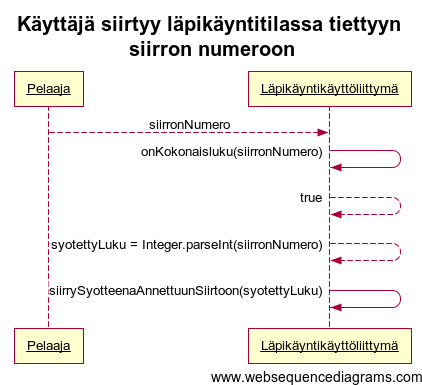 Käyttäjä siirtyy läpikäyntitilassa tiettyyn
siirron numeroon
Pelaaja
Läpikäyntikäyttöliittymä
siirronNumero
onKokonaisluku(siirronNumero)
true
syotettyLuku = Integer.parseInt(siirronNumero)
siirrySyotteenaAnnettuunSiirtoon(syotettyLuku)
Pelaaja
Läpikäyntikäyttöliittymä
www.websequencediagrams.com